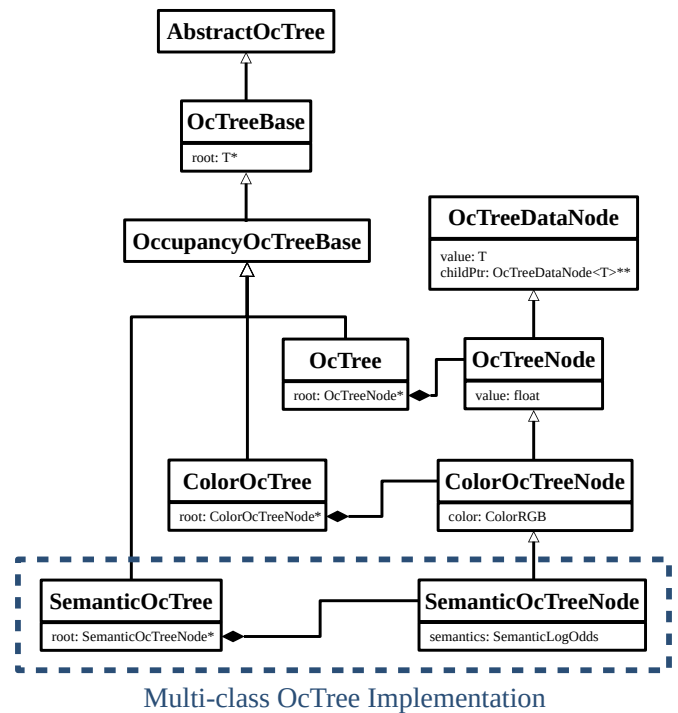 AbstractOcTree
OcTreeBase
root: T*
OccupancyOcTreeBase
OcTreeDataNode
value: T
childPtr: OcTreeDataNode<T>**
OcTree
root: OcTreeNode*
OcTreeNode
value: float
ColorOcTree
root: ColorOcTreeNode*
ColorOcTreeNode
color: ColorRGB
SemanticOcTree
root: SemanticOcTreeNode*
SemanticOcTreeNode
semantics: SemanticLogOdds
Multi-class OcTree Implementation